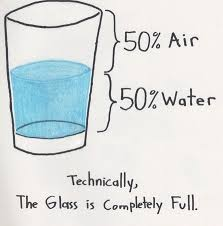 50% Air
50% Water
Technically,
The Glass is Completely Full.